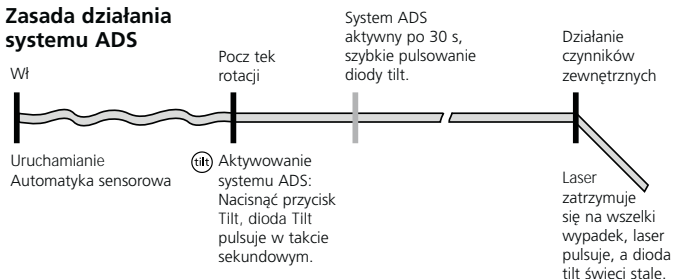 Zasada działania
systemu ADS
Wł
Uruchamianie
Automatyka sensorowa
Pocz tek
rotacji
tilt
Aktywowanie
systemu ADS:
Nacisnąć przycisk
Tilt, dioda Tilt
pulsuje w takcie
sekundowym.
System ADS
aktywny po 30 s,
szybkie pulsowanie
diody tilt.
Działanie
czynników
zewnętrznych
Laser
zatrzymuje
się na wszelki
wypadek, laser
pulsuje, a dioda
tilt świeci stale.